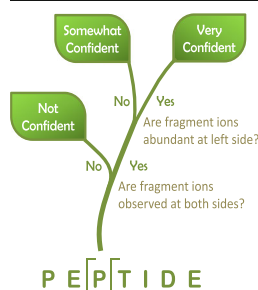 Somewhat
Confident
Very
Confident
Not
Confident
No Yes
Are fragment ions
abundant at left side?
No Yes
Are fragment ions
observed at both sides?
PEPTIDE